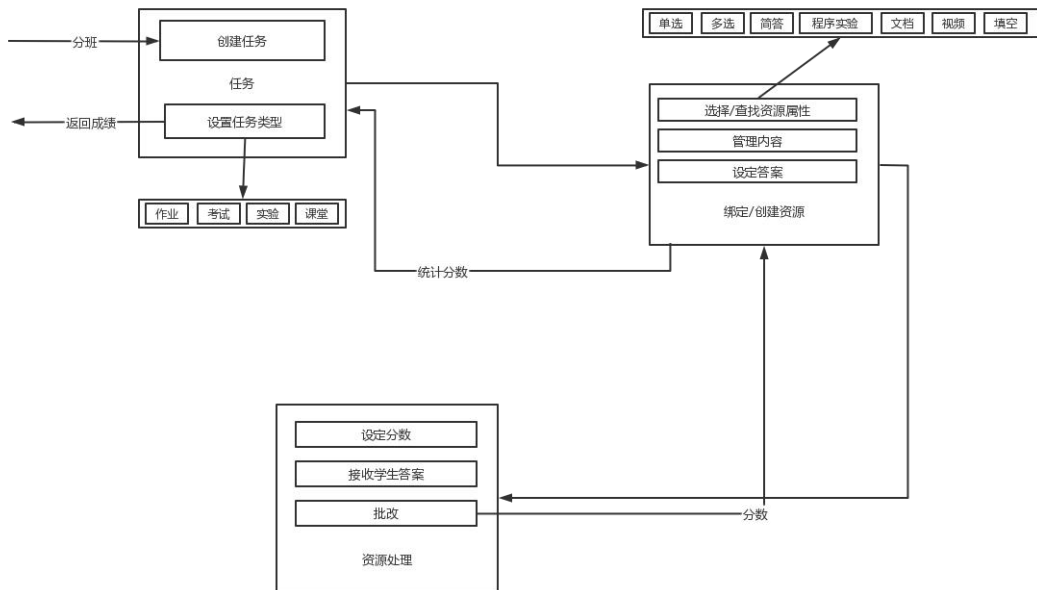 单选 多选 简答 程序实验 文档 视频 填空
分班
创建任务
任务
返回成绩
设置任务类型
作业 考试 实验 课堂
选择/查找资源属性
管理内容
设定答案
绑定/创建资源
统计分数
设定分数
接收学生答案
批改
分数
资源处理